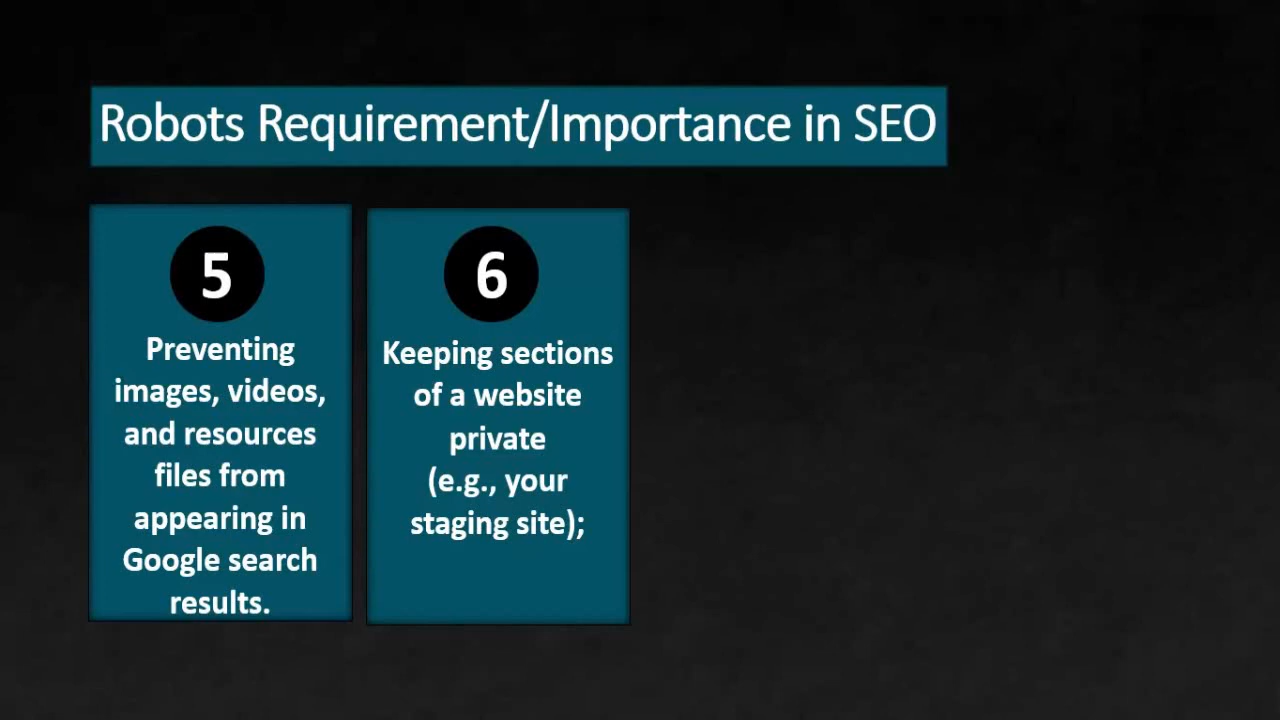 Robots Requirement/Importance in SEO
5
Preventing
images, videos,
and resources
files from
appearing in
Google search
results.
6
Keeping sections
of a website
private
(e.g., your
staging site);